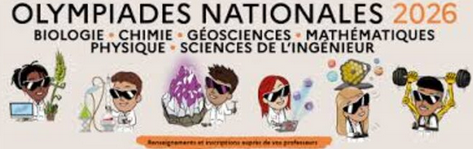 OLYMPIADES NATIONALES 2026
BIOLOGIE • CHIMIE • GÉOSCIENCES • MATHÉMATIQUES
PHYSIQUE • SCIENCES DE L'INGÉNIEUR
Renseignements et inscriptions auprès de vos professeurs